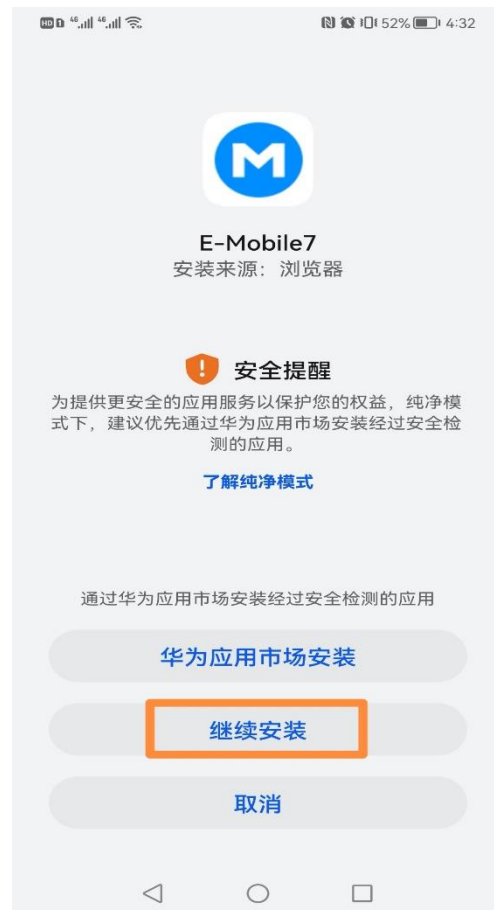 HD D 46 46 52% 4:32
M
E-Mobile7
安装来源：浏览器
安全提醒
为提供更安全的应用服务以保护您的权益，纯净模
式下，建议优先通过华为应用市场安装经过安全检
测的应用。
了解纯净模式
通过华为应用市场安装经过安全检测的应用
华为应用市场安装
继续安装
取消